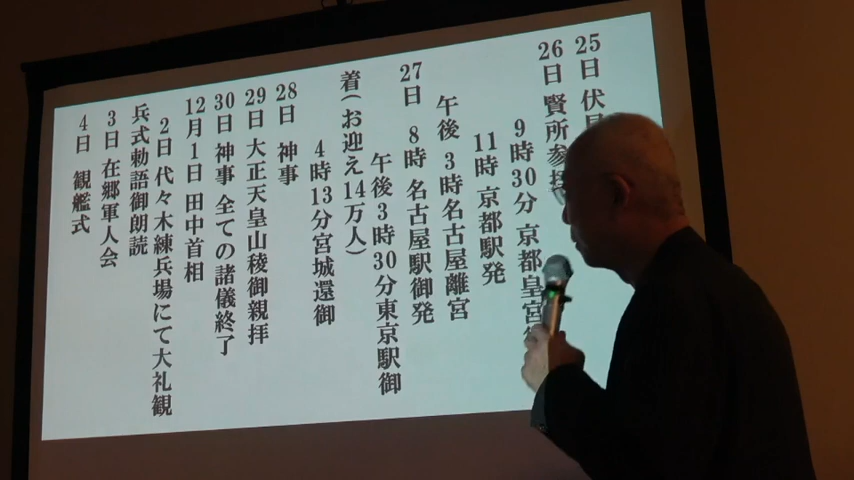 25日 伏
26日 賢所参
9時30分 京都皇宮
11時 京都駅発
午後 3時名古屋離宮
27日 8時 名古屋駅御発
午後3時30分東京駅御
着(お迎え14万人)
4時13分宮城還御
28日 神事
29日 大正天皇山稜御親拝
30日 神事 全ての諸儀終了
12月1日 田中首相
2日 代々木練兵場にて大礼観
兵式勅語御朗読
3日 在郷軍人会
4日 観艦式